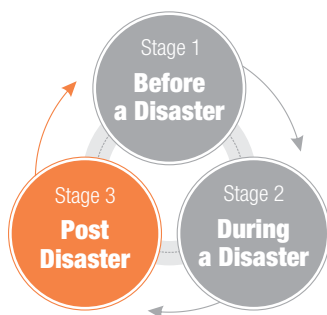 Stage 1
Before
a Disaster
Stage 2
During
a Disaster
Stage 3
Post
Disaster